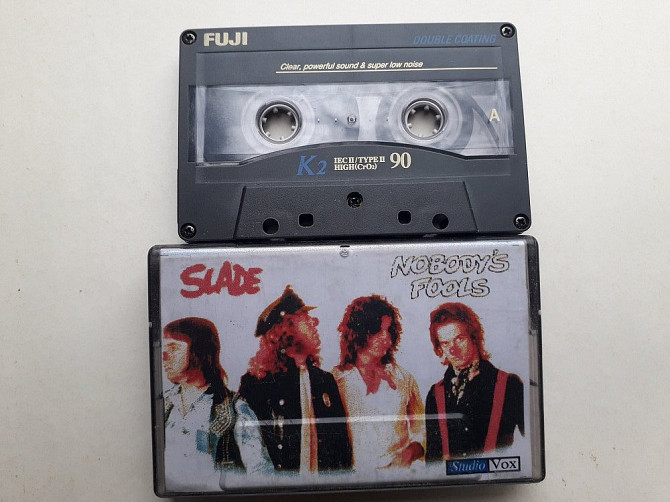 FUJI
DOUBLE COATING
Clear, powerful sound & super low noise
A
K2 IEC II/TYPE II HIGH(CrO₂) 90
SLADE
NOBODY'S
FOOLS
Studio Vox